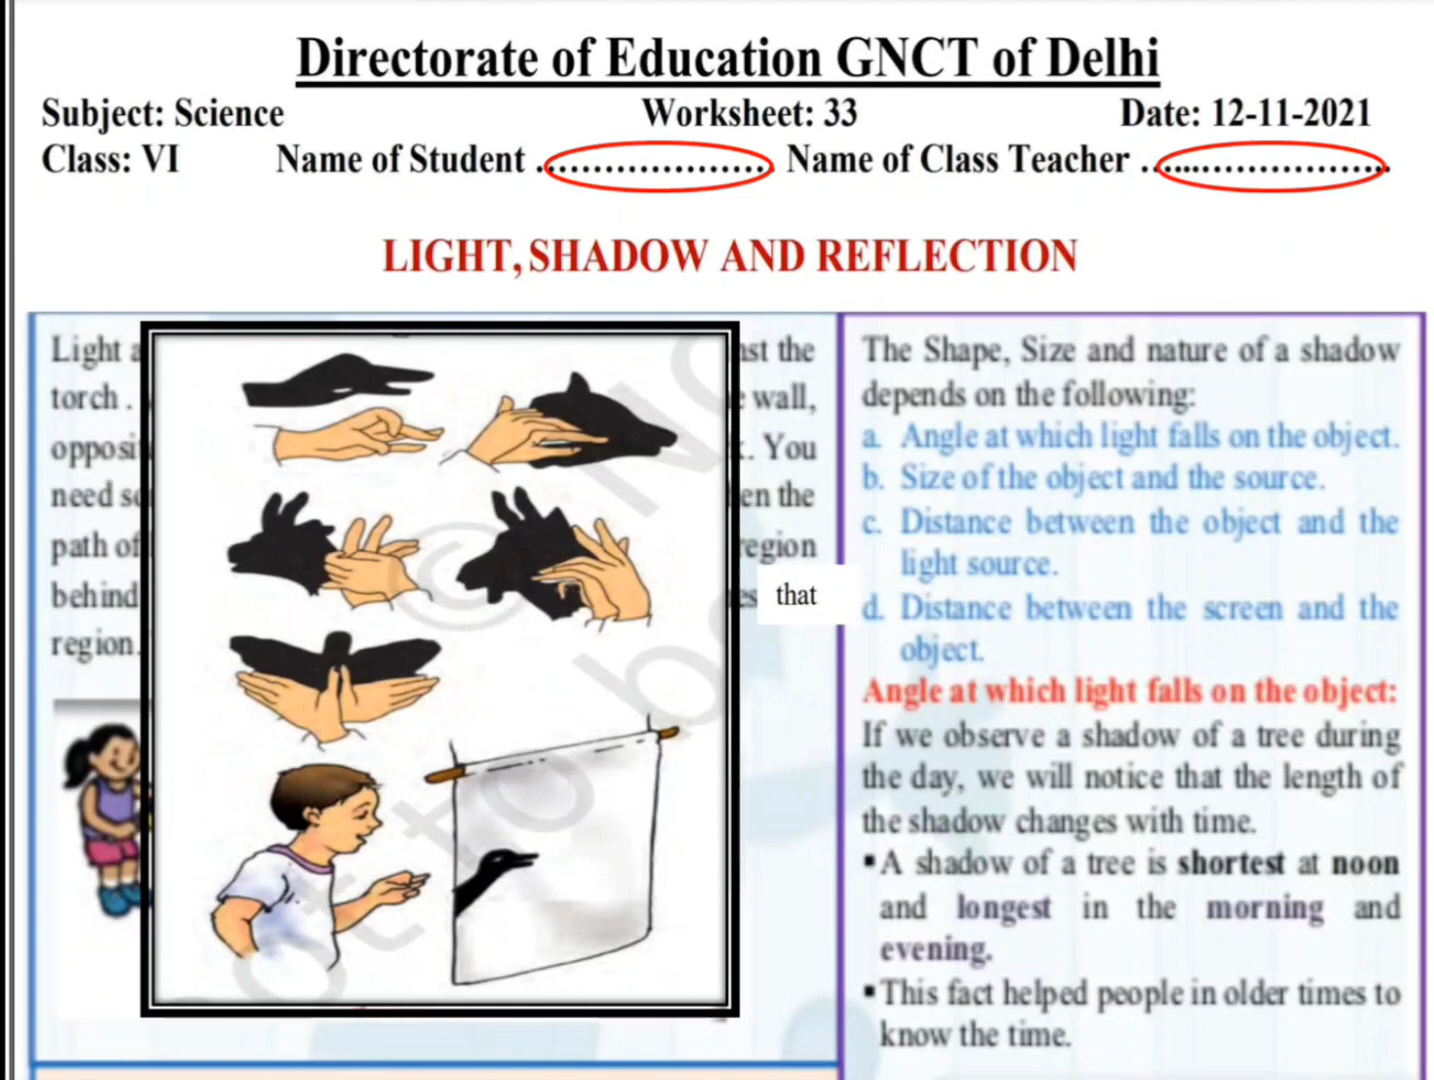 Directorate of Education GNCT of Delhi
Subject: Science Worksheet: 33 Date: 12-11-2021
Class: VI Name of Student .................... Name of Class Teacher ....................
LIGHT, SHADOW AND REFLECTION
Light
torch .
need
path of
behind
region.
st the
wall,
. You
en the
region
that
The Shape, Size and nature of a shadow
depends on the following:
a. Angle at which light falls on the object.
b. Size of the object and the source.
c. Distance between the object and the
light source.
d. Distance between the screen and the
object.
Angle at which light falls on the object:
If we observe a shadow of a tree during
the day, we will notice that the length of
the shadow changes with time.
▪A shadow of a tree is shortest at noon
and longest in the morning and
evening.
▪This fact helped people in older times to
know the time.